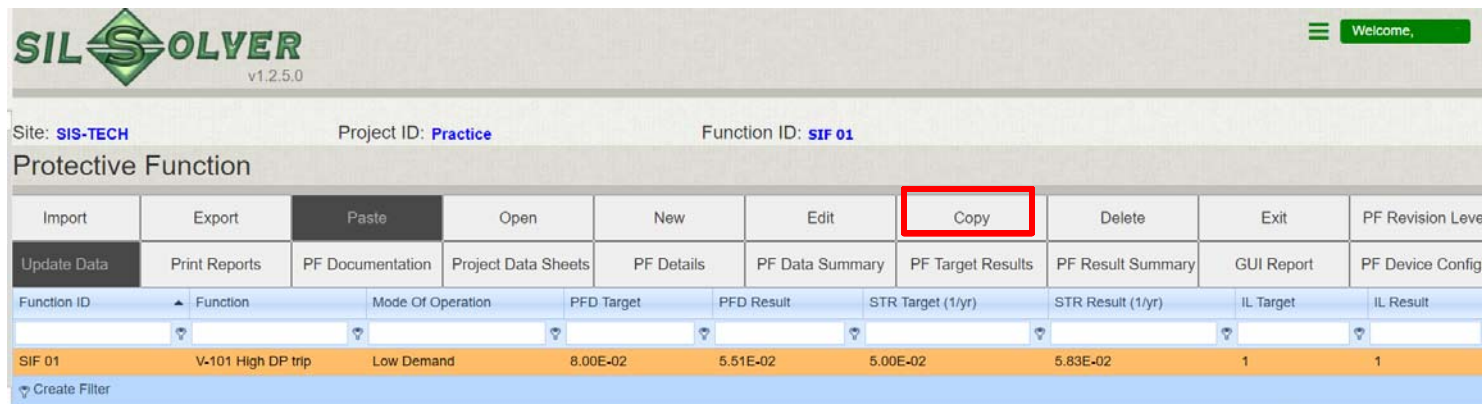 SIL SOLVER
v1.2.5.0
Welcome,
Site: SIS-TECH Project ID: Practice Function ID: SIF 01
Protective Function
Import Export Paste Open New Edit Copy Delete Exit PF Revision Leve
Update Data Print Reports PF Documentation Project Data Sheets PF Details PF Data Summary PF Target Results PF Result Summary GUI Report PF Device Config
Function ID Function Mode Of Operation PFD Target PFD Result STR Target (1/yr) STR Result (1/yr) IL Target IL Result
SIF 01 V-101 High DP trip Low Demand 8.00E-02 5.51E-02 5.00E-02 5.83E-02 1 1
Create Filter